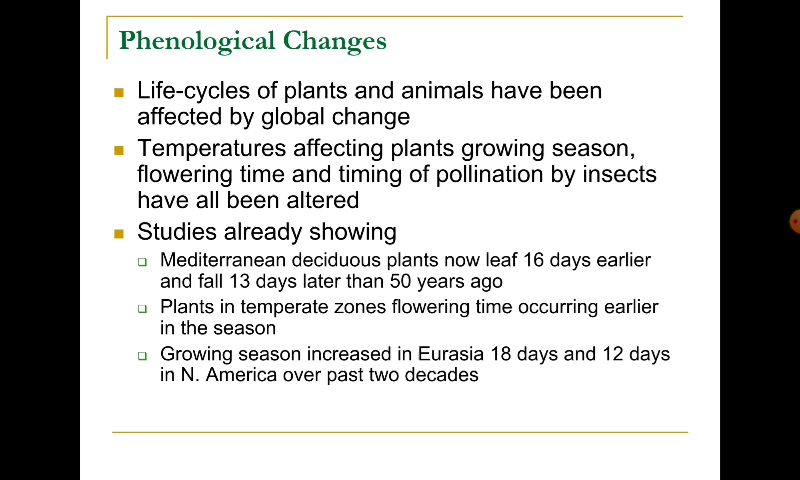 Phenological Changes
Life-cycles of plants and animals have been
affected by global change
Temperatures affecting plants growing season,
flowering time and timing of pollination by insects
have all been altered
Studies already showing
Mediterranean deciduous plants now leaf 16 days earlier
and fall 13 days later than 50 years ago
Plants in temperate zones flowering time occurring earlier
in the season
Growing season increased in Eurasia 18 days and 12 days
in N. America over past two decades